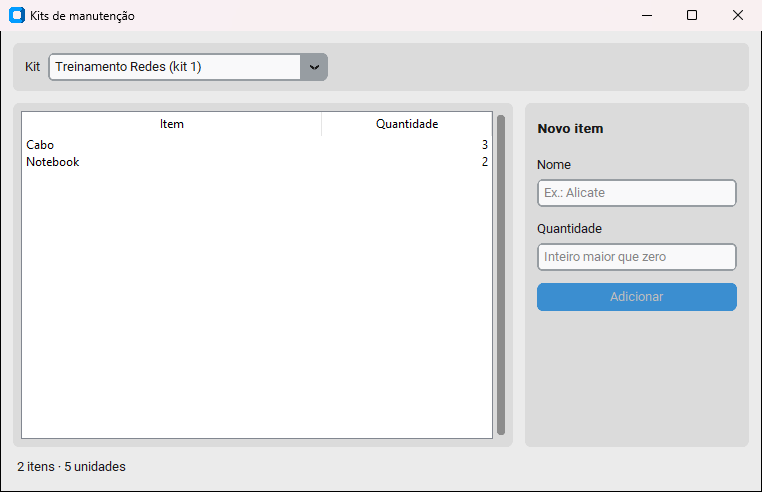 Kits de manutenção
Kit Treinamento Redes (kit 1)
Item Quantidade
Cabo 3
Notebook 2
Novo item
Nome
Ex.: Alicate
Quantidade
Inteiro maior que zero
Adicionar
2 itens · 5 unidades